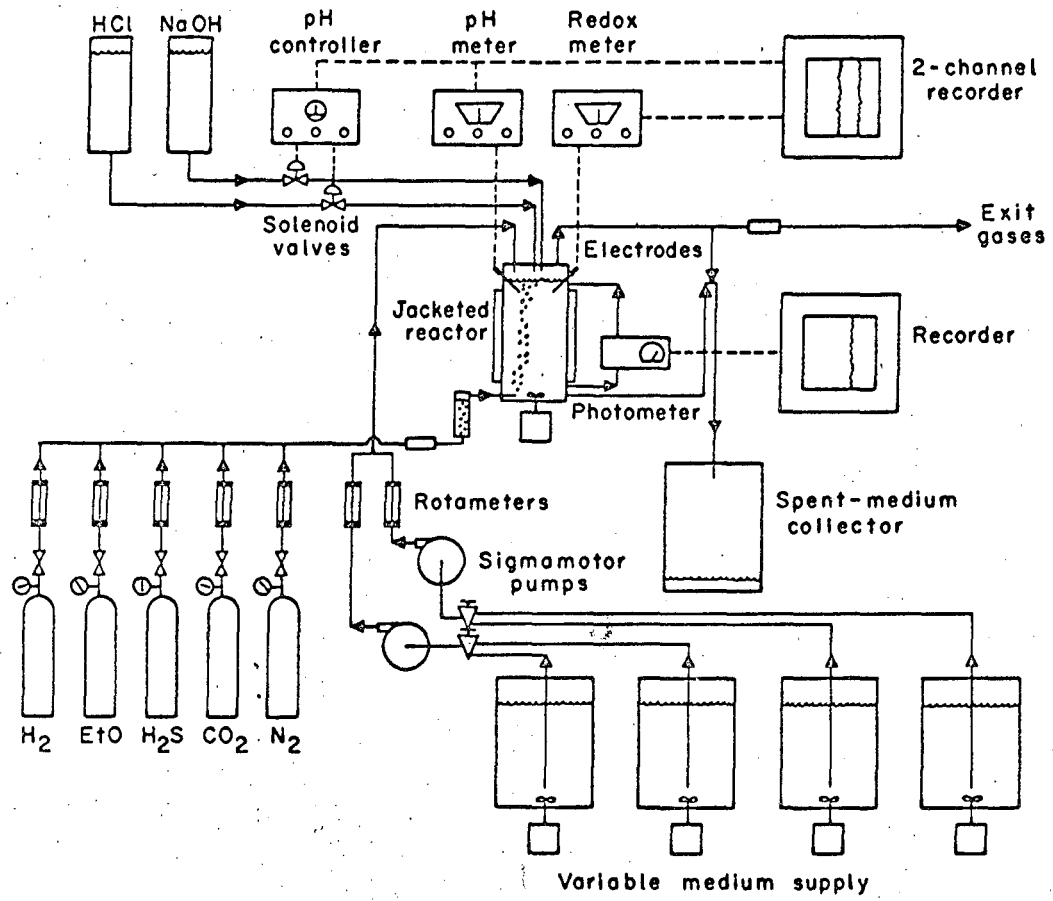 HCl
NaOH
pH
controller
pH
meter
Redox
meter
2-channel
recorder
Solenoid
valves
Electrodes
Exit
gases
Jacketed
reactor
Recorder
Photometer
Rotameters
Spent-medium
collector
Sigmamotor
pumps
H2
EtO
H2S
CO2
N2
Variable medium supply